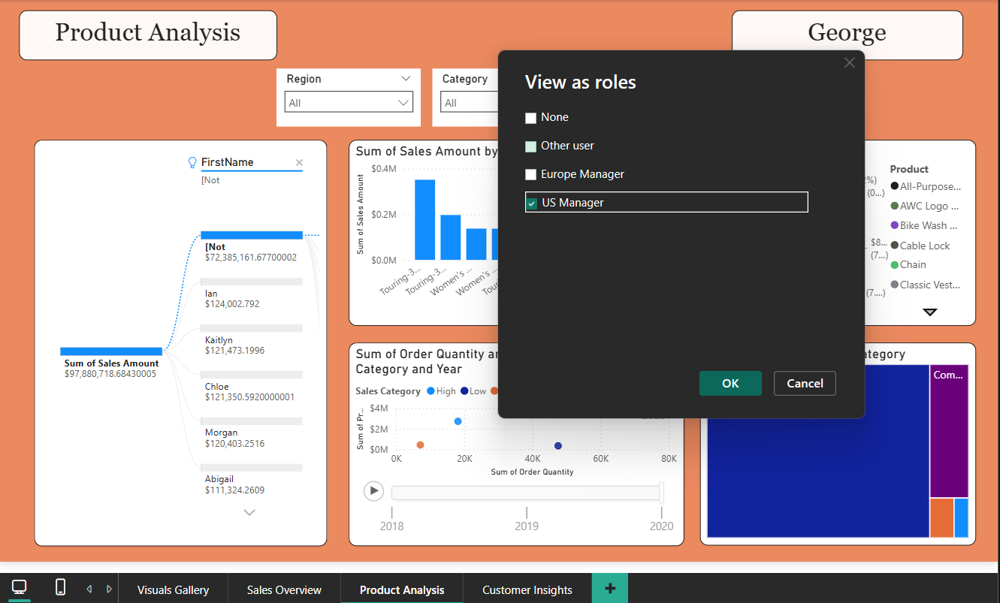 Product Analysis
George
Region
All
Category
All
View as roles
None
Other user
Europe Manager
US Manager
OK
Cancel
FirstName
[Not
[Not
$72,385,161.67700002
Ian
$124,002.792
Kaitlyn
$121,473.1996
Sum of Sales Amount
$97,880,718.68430005
Chloe
$121,350.5920000001
Morgan
$120,403.2516
Abigail
$111,324.2609
Sum of Sales Amount by
Sum of Sales Amount
$0.4M
$0.2M
$0.0M
Touring-3...
Touring-3...
Women's ...
Women's ...
%)
(0...)
$8...
(7...)
(7....)
Product
All-Purpose...
AWC Logo ...
Bike Wash ...
Cable Lock
Chain
Classic Vest...
Sum of Order Quantity
Category and Year
Sales Category High Low
Sum of Pr...
$4M
$2M
$0M
0K 20K 40K 60K 80K
Sum of Order Quantity
2018 2019 2020
Com...
Visuals Gallery
Sales Overview
Product Analysis
Customer Insights
+